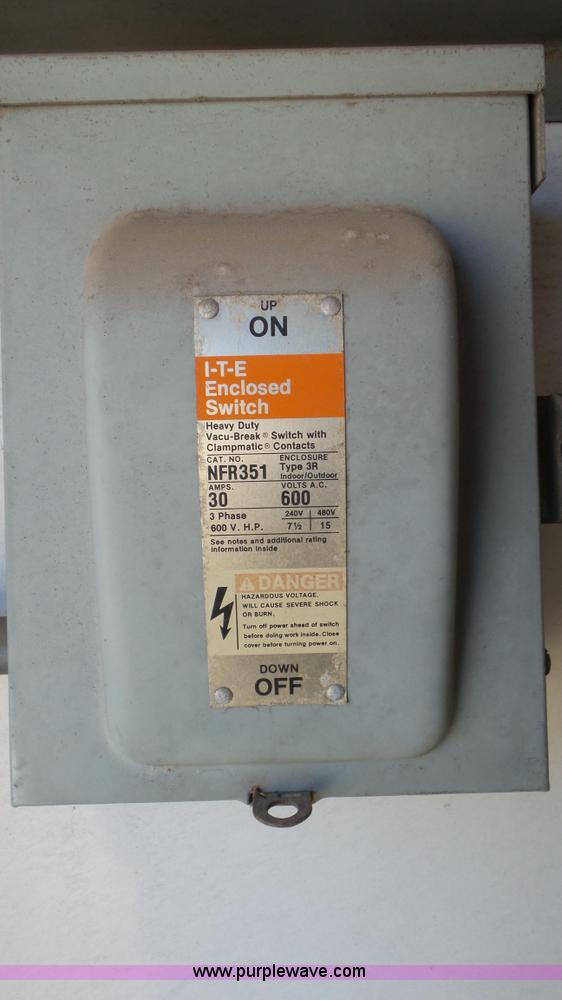 UP
ON
I-T-E
Enclosed
Switch
Heavy Duty
Vacu-Break® Switch with
Clampmatic® Contacts
CAT. NO. ENCLOSURE
NFR351 Type 3R
Indoor/Outdoor
AMPS. VOLTS A.C.
30 600
3 Phase 240V 480V
600 V. H.P. 7½ 15
See notes and additional rating
information inside
DANGER
HAZARDOUS VOLTAGE.
WILL CAUSE SEVERE SHOCK
OR BURN.
Turn off power ahead of switch
before doing work inside. Close
cover before turning power on.
DOWN
OFF
www.purplewave.com